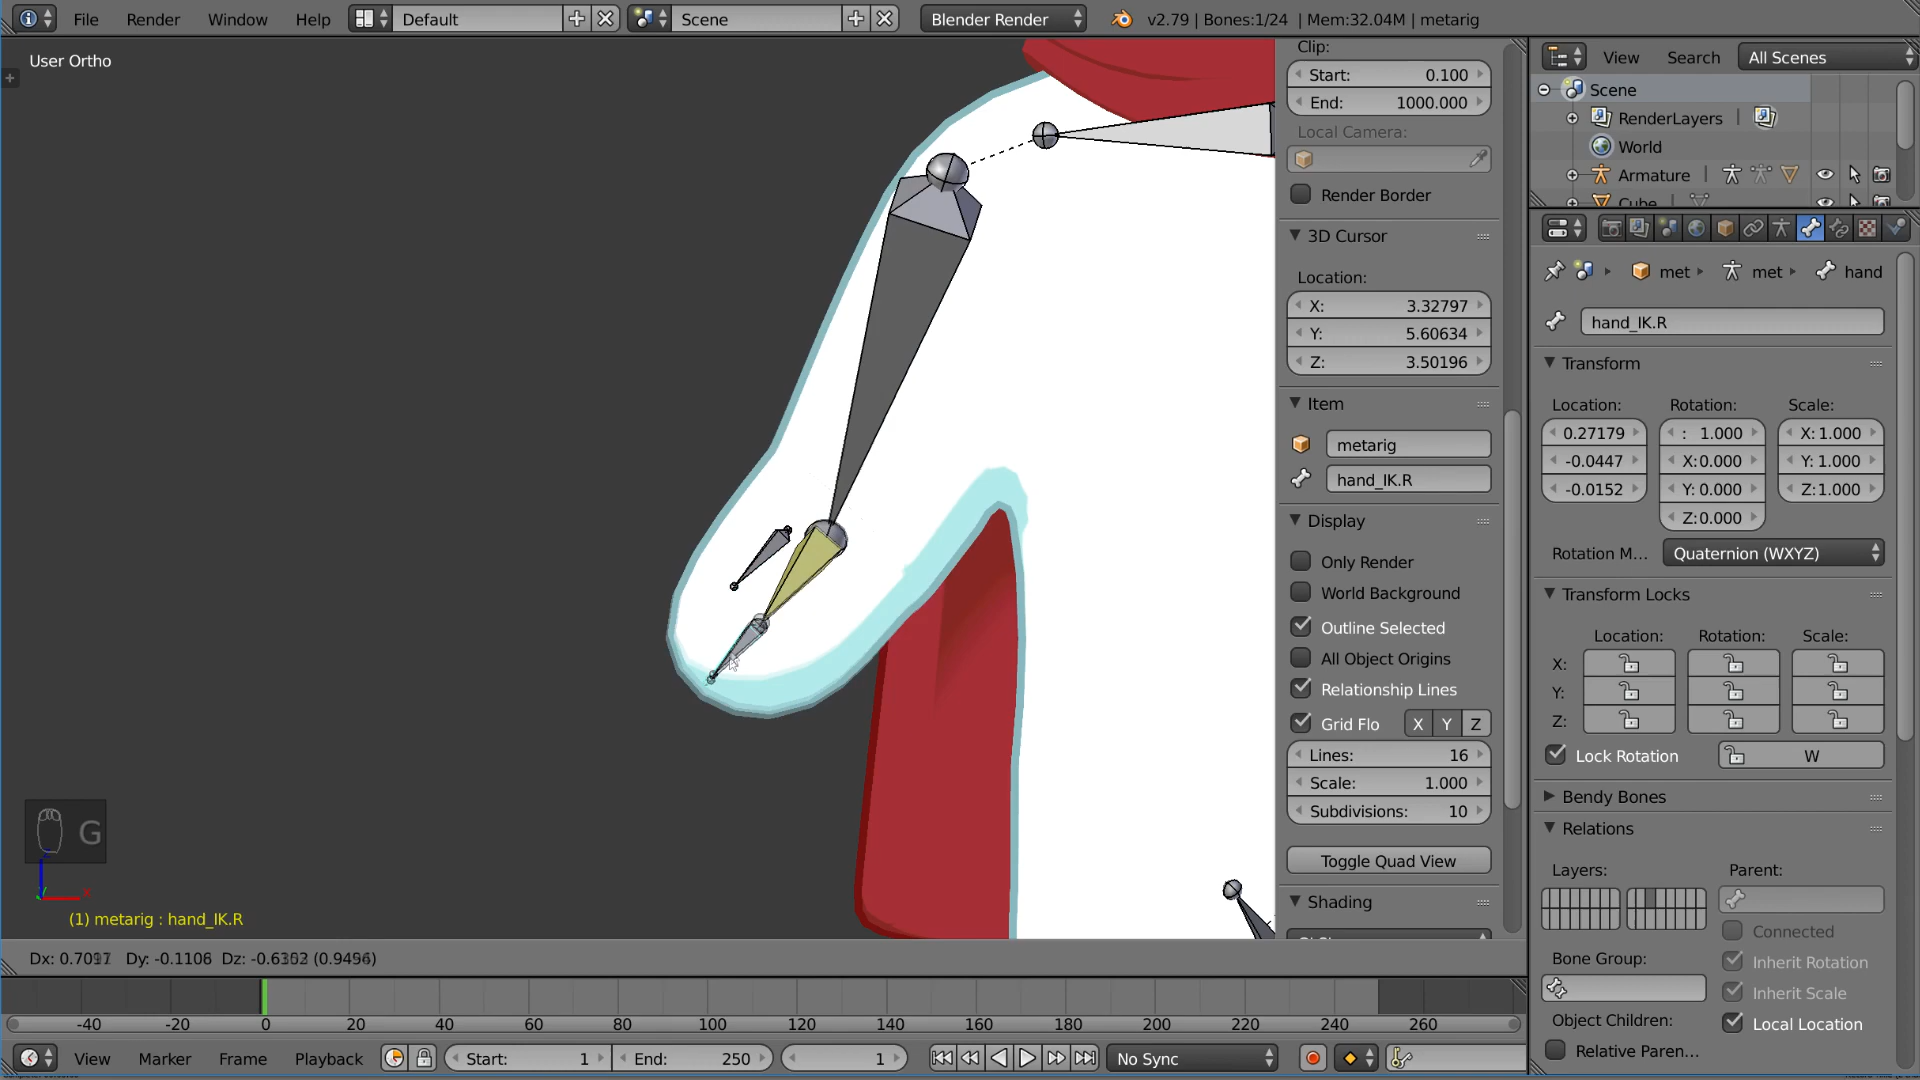 File Render Window Help Default Scene Blender Render v2.79 | Bones:1/24 | Mem:32.04M | metarig
User Ortho
Clip:
Start: 0.100
End: 1000.000
Local Camera:
Render Border
3D Cursor
Location:
X: 3.32797
Y: 5.60634
Z: 3.50196
Item
metarig
hand_IK.R
Display
Only Render
World Background
Outline Selected
All Object Origins
Relationship Lines
Grid Flo X Y Z
Lines: 16
Scale: 1.000
Subdivisions: 10
Toggle Quad View
Shading
View Search All Scenes
Scene
RenderLayers |
World
Armature |
Cube
met met hand
hand_IK.R
Transform
Location: Rotation: Scale:
0.27179 : 1.000 X: 1.000
-0.0447 X:0.000 Y: 1.000
-0.0152 Y: 0.000 Z:1.000
Z:0.000
Rotation M... Quaternion (WXYZ)
Transform Locks
Location: Rotation: Scale:
X:
Y:
Z:
Lock Rotation W
Bendy Bones
Relations
Layers: Parent:
Connected
Bone Group: Inherit Rotation
Inherit Scale
Object Children: Local Location
Relative Paren...
G
(1) metarig : hand_IK.R
Dy: -0.1106
-40 -20 0 20 40 60 80 100 120 140 160 180 200 220 240 260
View Marker Frame Playback Start: 1 End: 250 1 No Sync